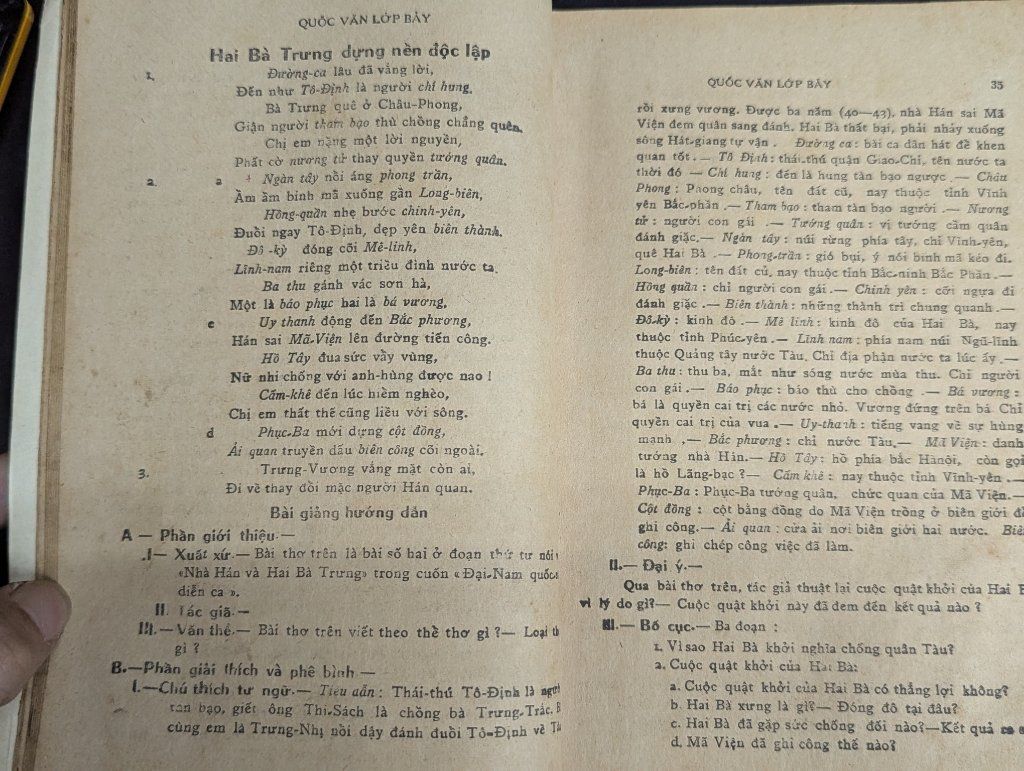 QUỐC VĂN LỚP BẢY
Hai Bà Trưng dựng nền độc lập
1. Đường-ca lâu đã vắng lời,
Đến như Tô-Định là người chí hung.
Bà Trưng quê ở Châu-Phong,
Giận người tham bạo thù chồng chẳng quên.
Chị em nặng một lời nguyền,
Phất cờ nương tử thay quyền tướng quân.
2. a Ngàn tây nổi áng phong trần,
Ầm ầm binh mã xuống gần Long-biên,
Hồng-quần nhẹ bước chinh-yên,
Đuổi ngay Tô-Định, dẹp yên biên thành.
Đô-kỳ đóng cõi Mê-linh,
Lĩnh-nam riêng một triều đình nước ta.
Ba thu gánh vác sơn hà,
Một là báo phục hai là bá vương.
c Uy thanh động đến Bắc phương,
Hán sai Mã-Viện lên đường tiến công.
Hồ Tây đua sức vẫy vùng,
Nữ nhi chống với anh-hùng được nao !
Cấm-khê đến lúc hiểm nghèo,
Chị em thất thế cũng liều với sông.
d Phục-Ba mới dựng cột đồng,
Ải quan truyền dấu biên công cõi ngoài.
3. Trưng-Vương vắng mặt còn ai,
Đi về thay đổi mặc người Hán quan.
Bài giảng hướng dẫn
A — Phần giới thiệu.—
I— Xuất xứ.— Bài thơ trên là bài số hai ở đoạn thứ tư nói
«Nhà Hán và Hai Bà Trưng» trong cuốn «Đại-Nam quốc
diễn ca ».
II. Tác giả.—
III.—Văn thể.— Bài thơ trên viết theo thể thơ gì ?— Loại
gì ?
B.—Phần giải thích và phê bình —
I.—Chú thích từ ngữ.— Tiểu dẫn : Thái-thú Tô-Định là
tàn bạo, giết ông Thi-Sách là chồng bà Trưng-Trắc.
cùng em là Trưng-Nhị nổi dậy đánh đuổi Tô-Định về
QUỐC VĂN LỚP BẢY 35
rồi xưng vương. Được ba năm (40—43), nhà Hán sai Mã
Viện đem quân sang đánh. Hai Bà thất bại, phải nhảy xuống
sông Hát-giang tự vận . Đường ca : bài ca dân hát để khen
quan tốt .— Tô Định : thái-thú quận Giao-Chỉ, tên nước ta
thời đó — Chí hung : đến là hung tàn bạo ngược .— Châu
Phong : Phong châu, tên đất cũ, nay thuộc tỉnh Vĩnh
yên Bắc-phần .— Tham bạo : tham tàn bạo người .— Nương
tử : người con gái .— Tướng quân : vị tướng cầm quân
đánh giặc.— Ngàn tây : núi rừng phía tây, chỉ Vĩnh-yên,
quê Hai Bà .— Phong-trần : gió bụi, ý nói binh mã kéo đi.
Long-biên : tên đất cũ, nay thuộc tỉnh Bắc-ninh Bắc Phần .—
Hồng quần : chỉ người con gái .— Chinh yên : cỡi ngựa đi
đánh giặc .— Biên thành : những thành trì chung quanh .—
Đô-kỳ : kinh đô .— Mê linh : kinh đô của Hai Bà, nay
thuộc tỉnh Phúc-yên .— Lĩnh nam : phía nam núi Ngũ-lĩnh
thuộc Quảng tây nước Tàu. Chỉ địa phận nước ta lúc ấy .—
Ba thu : thu ba, mắt như sóng nước mùa thu. Chỉ người
con gái .— Báo phục : báo thù cho chồng .— Bá vương :
bá là quyền cai trị các nước nhỏ. Vương đứng trên bá. Chỉ
quyền cai trị của vua .— Uy-thanh : tiếng vang về sự hùng
mạnh .— Bắc phương : chỉ nước Tàu.— Mã Viện : danh
tướng nhà Hán.— Hồ Tây : hồ phía bắc Hànôi, còn gọi
là hồ Lãng-bạc ?— Cấm khê : nay thuộc tỉnh Vĩnh-yên .—
Phục-Ba : Phục-Ba tướng quân, chức quan của Mã Viện.—
Cột đồng : cột bằng đồng do Mã Viện trồng ở biên giới để
ghi công.— Ải quan : cửa ải nơi biên giới hai nước. Biên
công: ghi chép công việc đã làm.
II.— Đại ý.—
Qua bài thơ trên, tác giả thuật lại cuộc quật khởi của Hai
vì lý do gì?— Cuộc quật khởi này đã đem đến kết quả nào ?
III.— Bố cục.— Ba đoạn :
1. Vì sao Hai Bà khởi nghĩa chống quân Tàu?
2. Cuộc quật khởi của Hai Bà:
a. Cuộc quật khởi của Hai Bà có thắng lợi không?
b. Hai Bà xưng là gì?— Đóng đô tại đâu?
c. Hai Bà đã gặp sức chống đối nào?—Kết quả
d. Mã Viện đã ghi công thế nào?